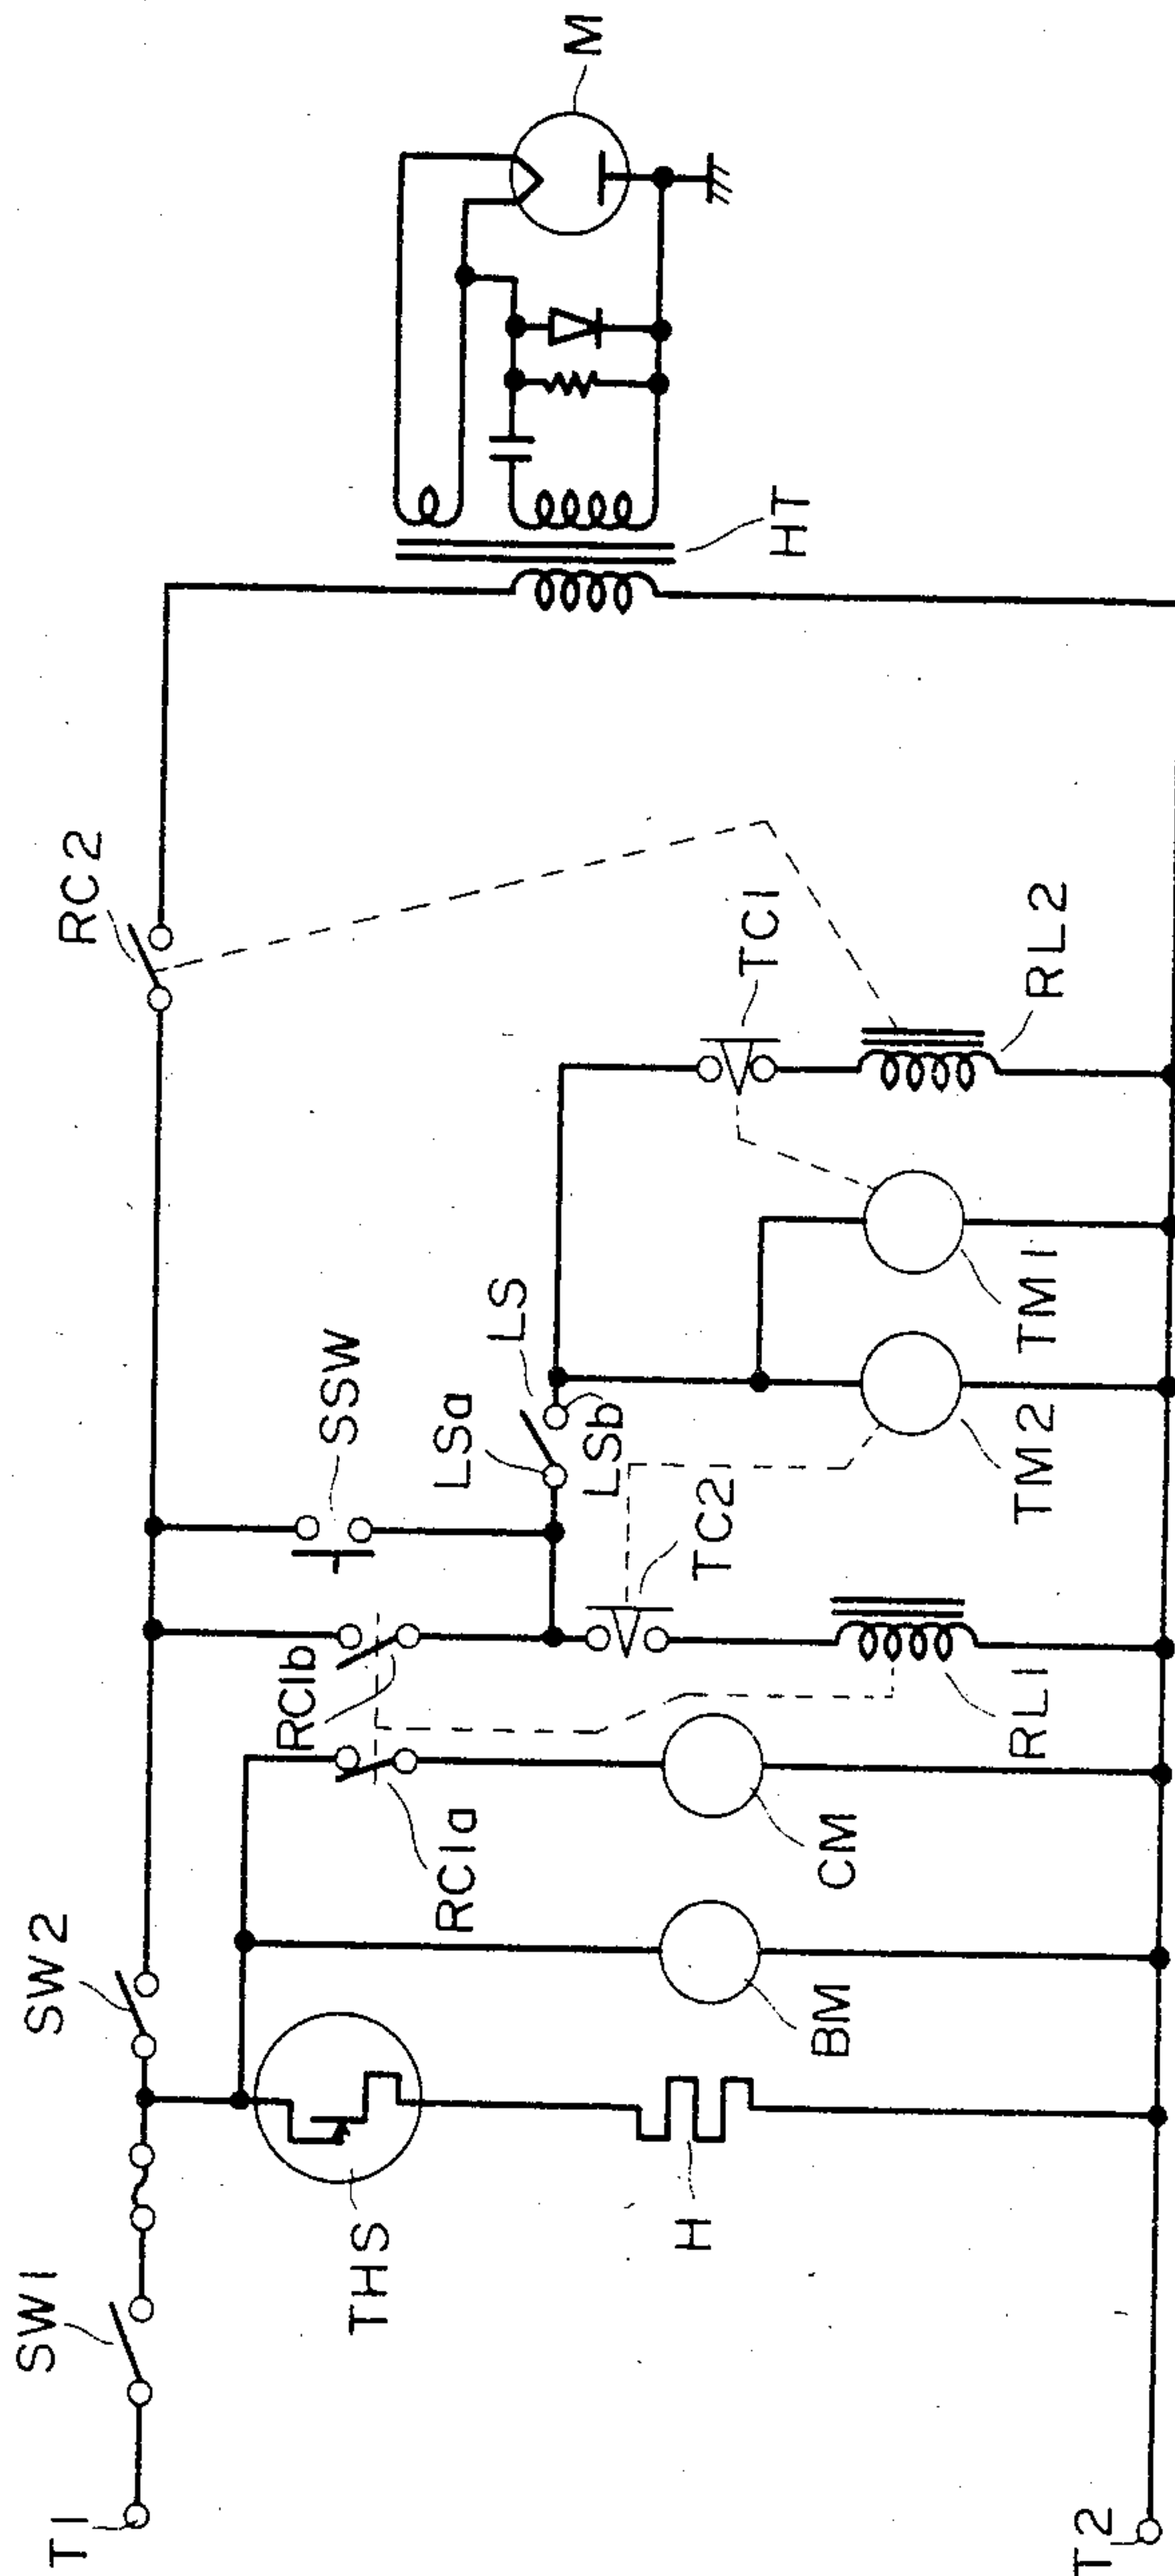 T1
SW1
SW2
RC2
M
HT
THS
H
BM
RC1a
CM
RC1b
RL1
SSW
LSa
LS
LSb
TC2
TM2
TM1
TC1
RL2
T2